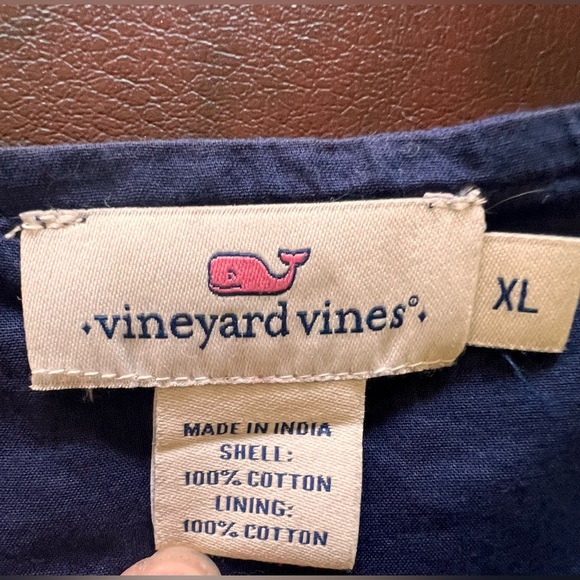 vineyard vines®
XL
MADE IN INDIA
SHELL:
100% COTTON
LINING:
100% COTTON